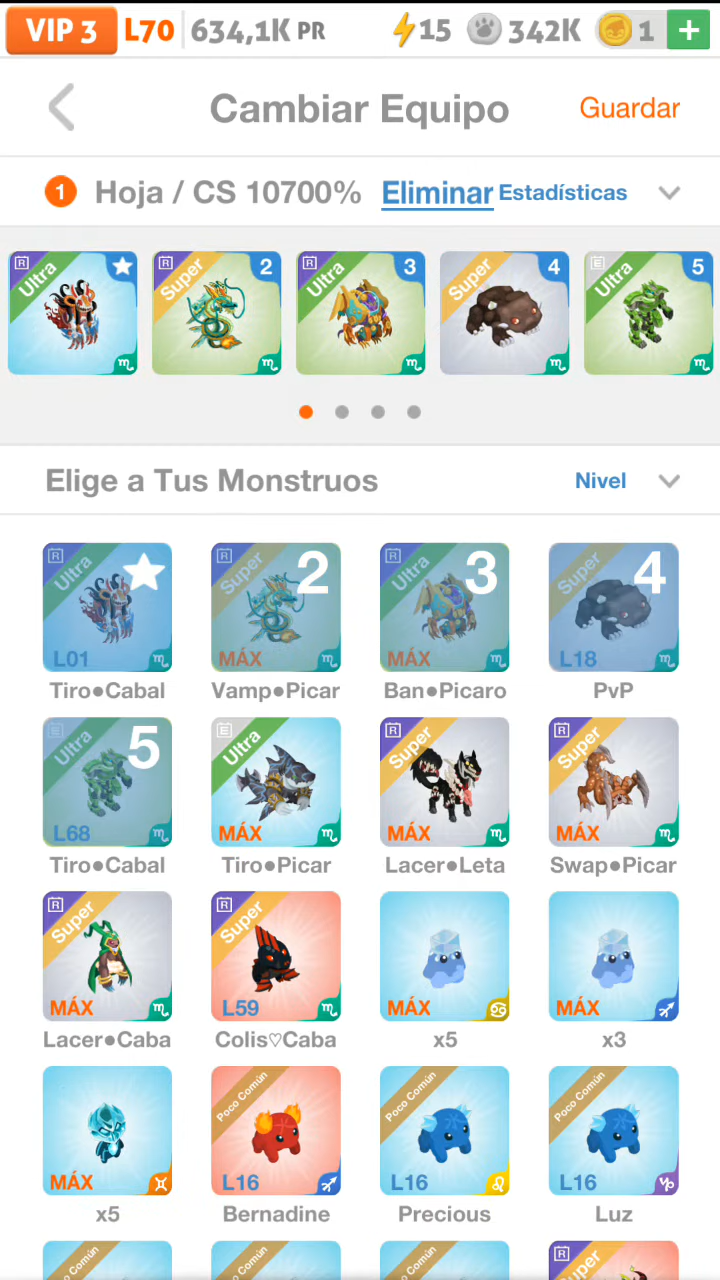 VIP 3 L70 634,1K PR 15 342K 1 +
Cambiar Equipo Guardar
1 Hoja / CS 10700% Eliminar Estadísticas
R Ultra R Super 2 R Ultra 3 Super 4 E Ultra 5
Elige a Tus Monstruos Nivel
R Ultra R Super 2 R Ultra 3 Super 4
L01 MÁX MÁX L18
Tiro●Cabal Vamp●Picar Ban●Picaro PvP
E Ultra 5 E Ultra R Super R Super
L68 MÁX MÁX MÁX
Tiro●Cabal Tiro●Picar Lacer●Leta Swap●Picar
R Super R Super
MÁX L59 MÁX MÁX
Lacer●Caba Colis♡Caba x5 x3
Poco Común Poco Común Poco Común
MÁX L16 L16 L16
x5 Bernadine Precious Luz
Común Común Común R Super